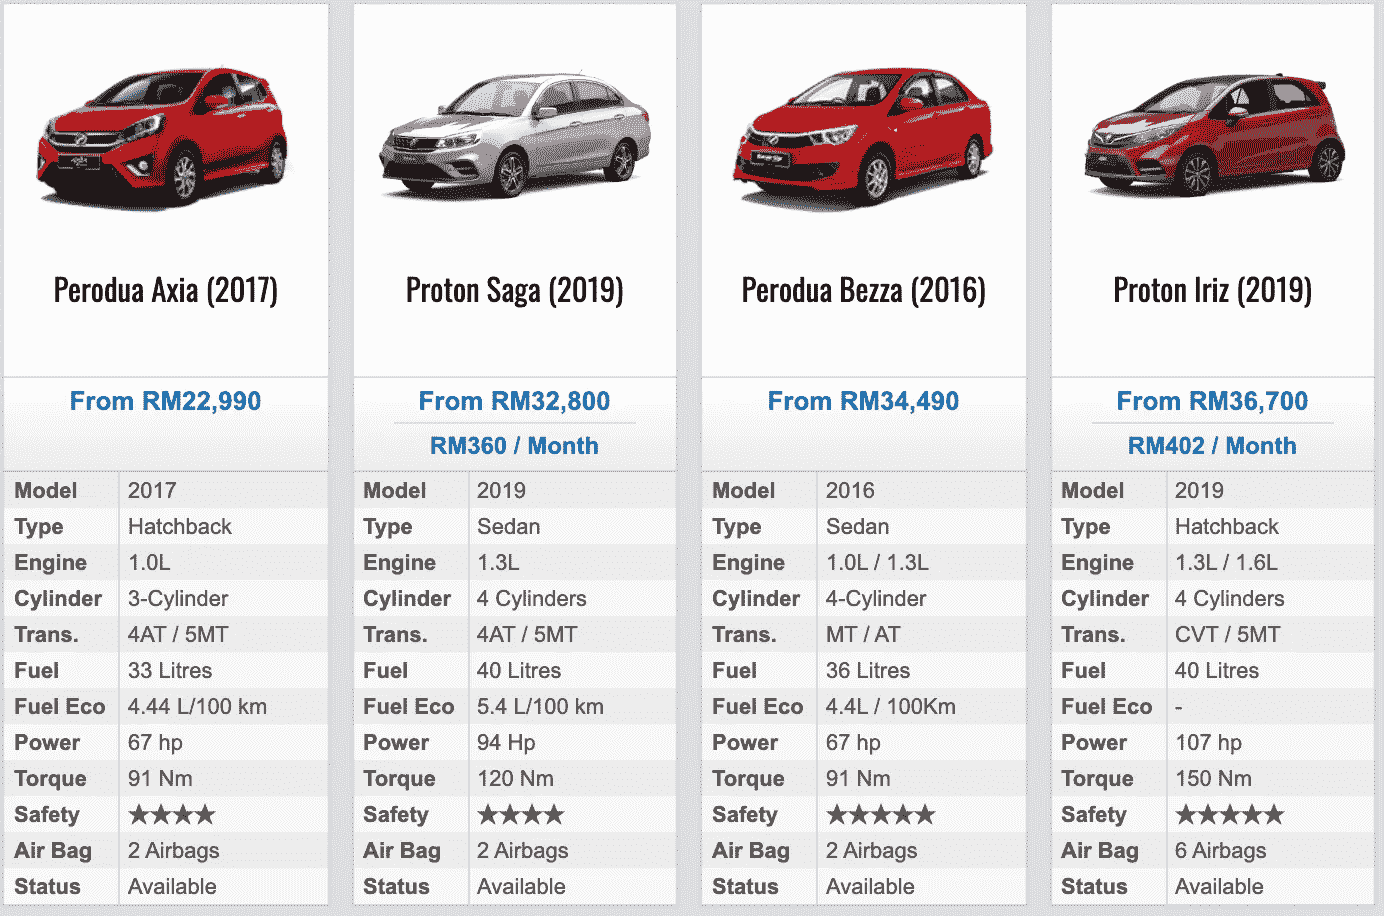 Perodua Axia (2017)
From RM22,990
Model 2017
Type Hatchback
Engine 1.0L
Cylinder 3-Cylinder
Trans. 4AT / 5MT
Fuel 33 Litres
Fuel Eco 4.44 L/100 km
Power 67 hp
Torque 91 Nm
Safety ★★★★
Air Bag 2 Airbags
Status Available
Proton Saga (2019)
From RM32,800
RM360 / Month
Model 2019
Type Sedan
Engine 1.3L
Cylinder 4 Cylinders
Trans. 4AT / 5MT
Fuel 40 Litres
Fuel Eco 5.4 L/100 km
Power 94 Hp
Torque 120 Nm
Safety ★★★★
Air Bag 2 Airbags
Status Available
Perodua Bezza (2016)
From RM34,490
Model 2016
Type Sedan
Engine 1.0L / 1.3L
Cylinder 4-Cylinder
Trans. MT / AT
Fuel 36 Litres
Fuel Eco 4.4L / 100Km
Power 67 hp
Torque 91 Nm
Safety ★★★★★
Air Bag 2 Airbags
Status Available
Proton Iriz (2019)
From RM36,700
RM402 / Month
Model 2019
Type Hatchback
Engine 1.3L / 1.6L
Cylinder 4 Cylinders
Trans. CVT / 5MT
Fuel 40 Litres
Fuel Eco -
Power 107 hp
Torque 150 Nm
Safety ★★★★★
Air Bag 6 Airbags
Status Available